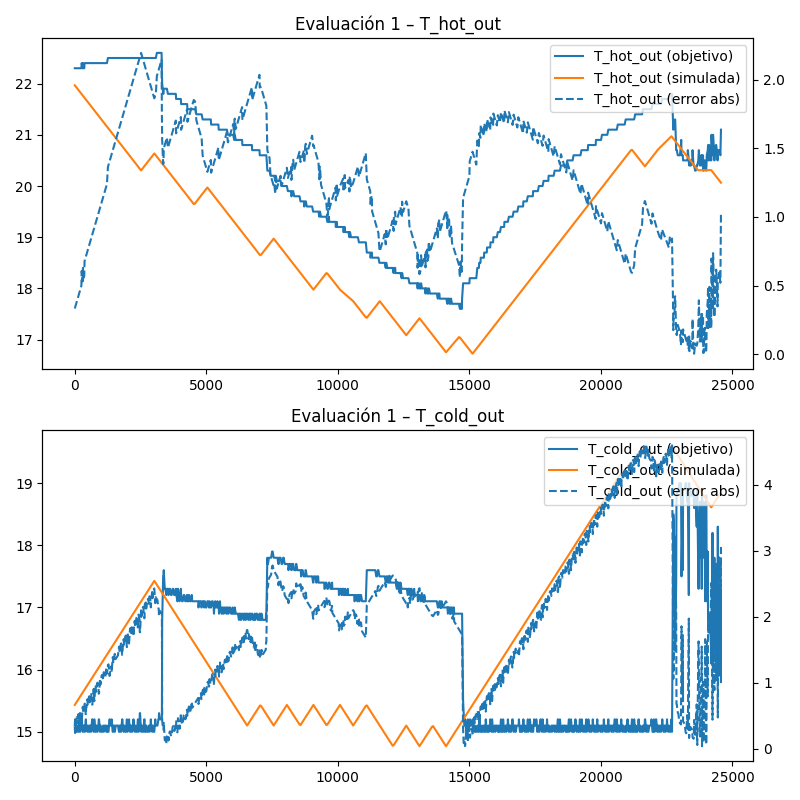 Evaluación 1 – T_hot_out
T_hot_out (objetivo)
T_hot_out (simulada)
T_hot_out (error abs)
22
21
20
19
18
17
2.0
1.5
1.0
0.5
0.0
0 5000 10000 15000 20000 25000
Evaluación 1 – T_cold_out
T_cold_out (objetivo)
T_cold_out (simulada)
T_cold_out (error abs)
19
18
17
16
15
4
3
2
1
0
0 5000 10000 15000 20000 25000